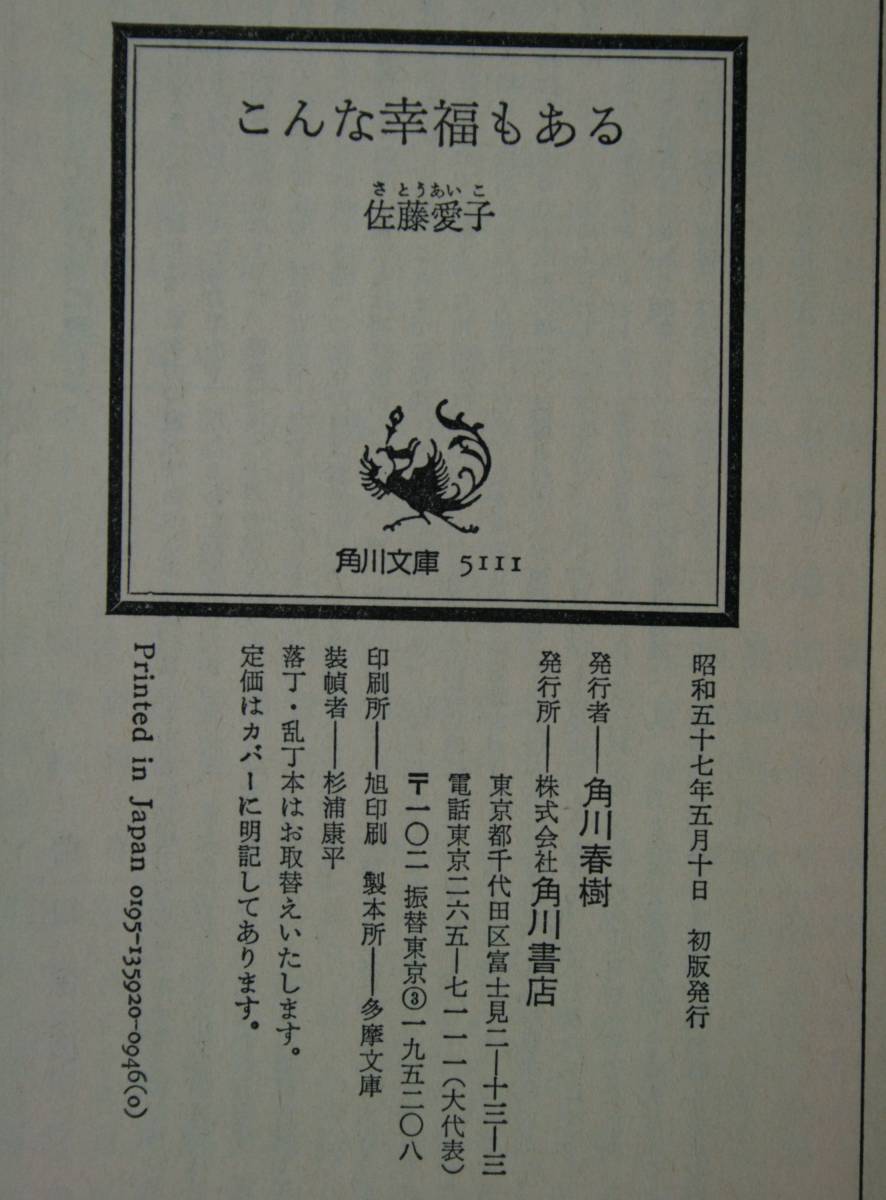 こんな幸福もある
さとうあいこ
佐藤愛子
角川文庫 5111
昭和五十七年五月十日 初版発行
発行者―角川春樹
発行所―株式会社角川書店
東京都千代田区富士見二―十三―三
電話東京二六五―七一一一(大代表)
〒一〇二 振替東京③一九五二〇八
印刷所―旭印刷 製本所―多摩文庫
装幀者―杉浦康平
落丁・乱丁本はお取替えいたします。
定価はカバーに明記してあります。
Printed in Japan 0195-135920-0946(0)